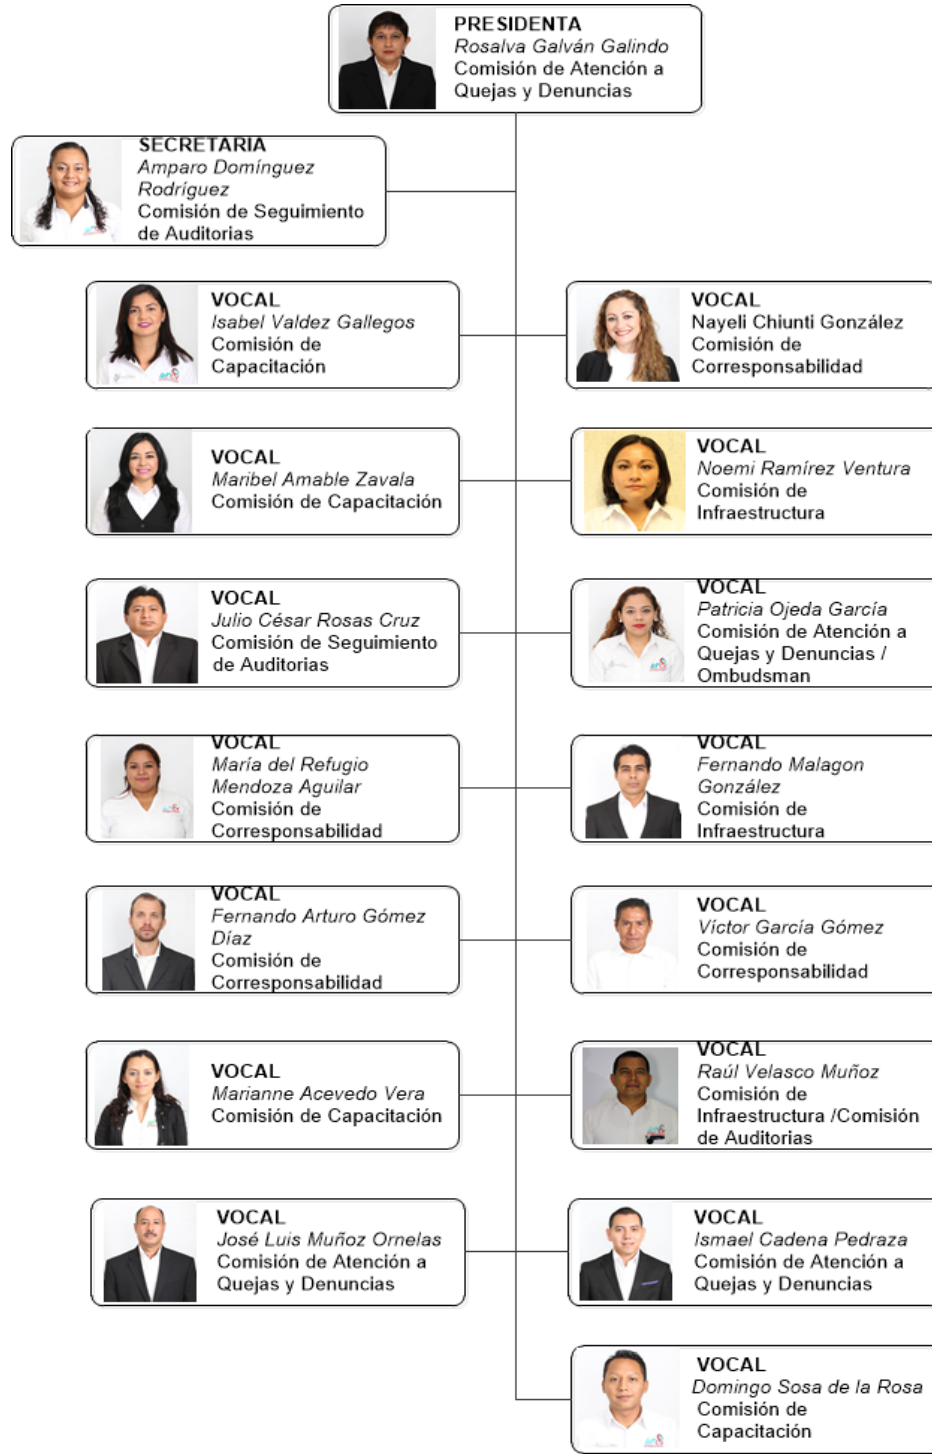 PRESIDENTA
Rosalva Galván Galindo
Comisión de Atención a
Quejas y Denuncias
SECRETARIA
Amparo Domínguez
Rodríguez
Comisión de Seguimiento
de Auditorias
VOCAL
Isabel Valdez Gallegos
Comisión de
Capacitación
VOCAL
Nayeli Chiunti González
Comisión de
Corresponsabilidad
VOCAL
Maribel Amable Zavala
Comisión de Capacitación
VOCAL
Noemi Ramírez Ventura
Comisión de
Infraestructura
VOCAL
Julio César Rosas Cruz
Comisión de Seguimiento
de Auditorias
VOCAL
Patricia Ojeda García
Comisión de Atención a
Quejas y Denuncias /
Ombudsman
VOCAL
María del Refugio
Mendoza Aguilar
Comisión de
Corresponsabilidad
VOCAL
Fernando Malagon
González
Comisión de
Infraestructura
VOCAL
Fernando Arturo Gómez
Díaz
Comisión de
Corresponsabilidad
VOCAL
Víctor García Gómez
Comisión de
Corresponsabilidad
VOCAL
Marianne Acevedo Vera
Comisión de Capacitación
VOCAL
Raúl Velasco Muñoz
Comisión de
Infraestructura /Comisión
de Auditorias
VOCAL
José Luis Muñoz Ornelas
Comisión de Atención a
Quejas y Denuncias
VOCAL
Ismael Cadena Pedraza
Comisión de Atención a
Quejas y Denuncias
VOCAL
Domingo Sosa de la Rosa
Comisión de
Capacitación